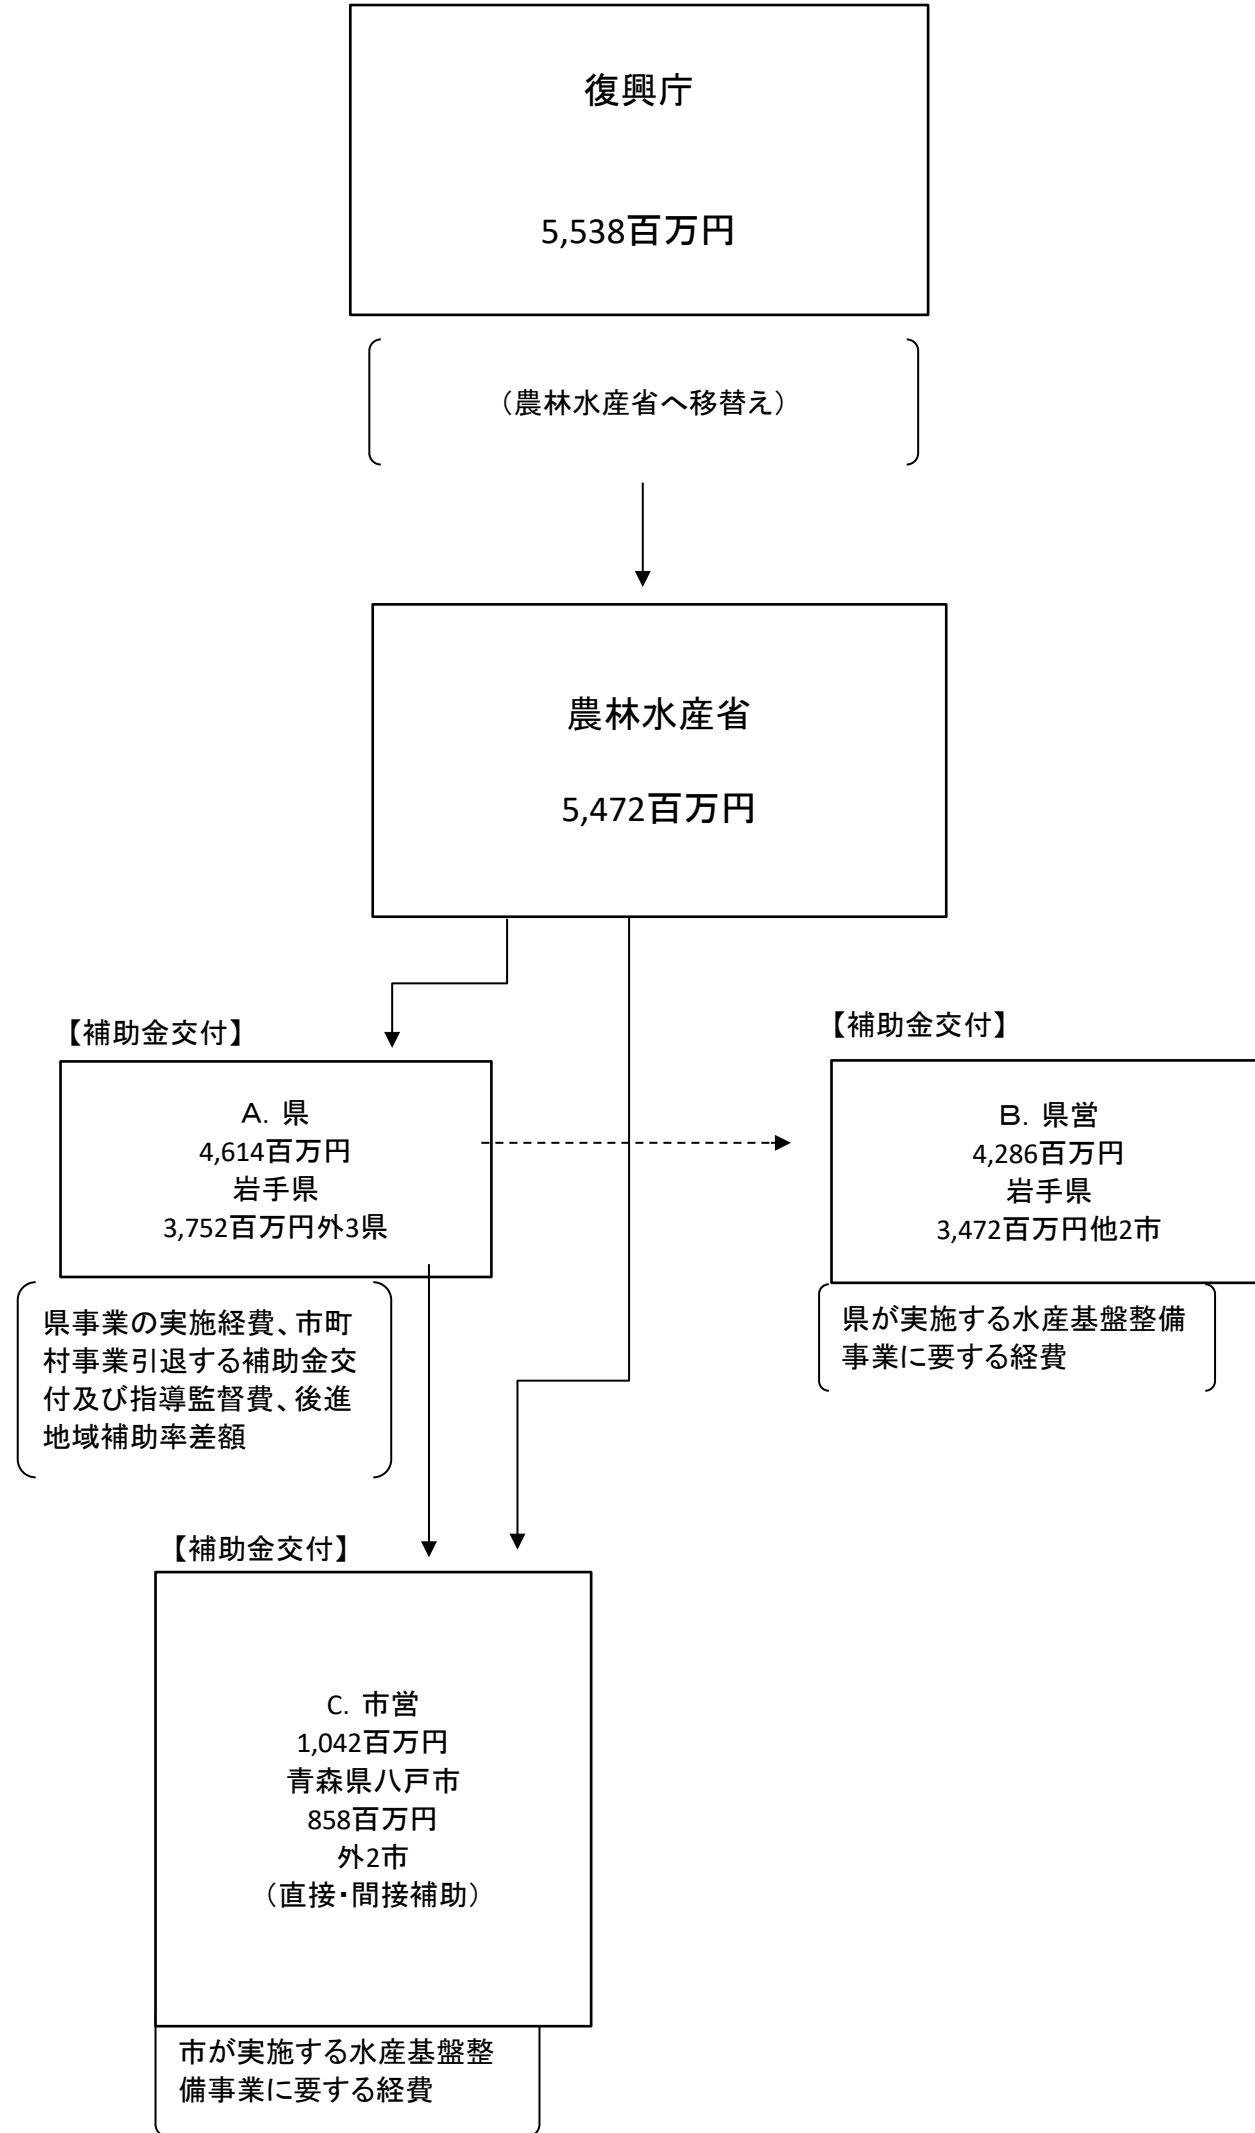 復興庁
5,538百万円
（農林水産省へ移替え）
農林水産省
5,472百万円
【補助金交付】
A. 県
4,614百万円
岩手県
3,752百万円外3県
県事業の実施経費、市町
村事業引退する補助金交
付及び指導監督費、後進
地域補助率差額
【補助金交付】
B. 県営
4,286百万円
岩手県
3,472百万円他2市
県が実施する水産基盤整備
事業に要する経費
【補助金交付】
C. 市営
1,042百万円
青森県八戸市
858百万円
外2市
（直接・間接補助）
市が実施する水産基盤整
備事業に要する経費